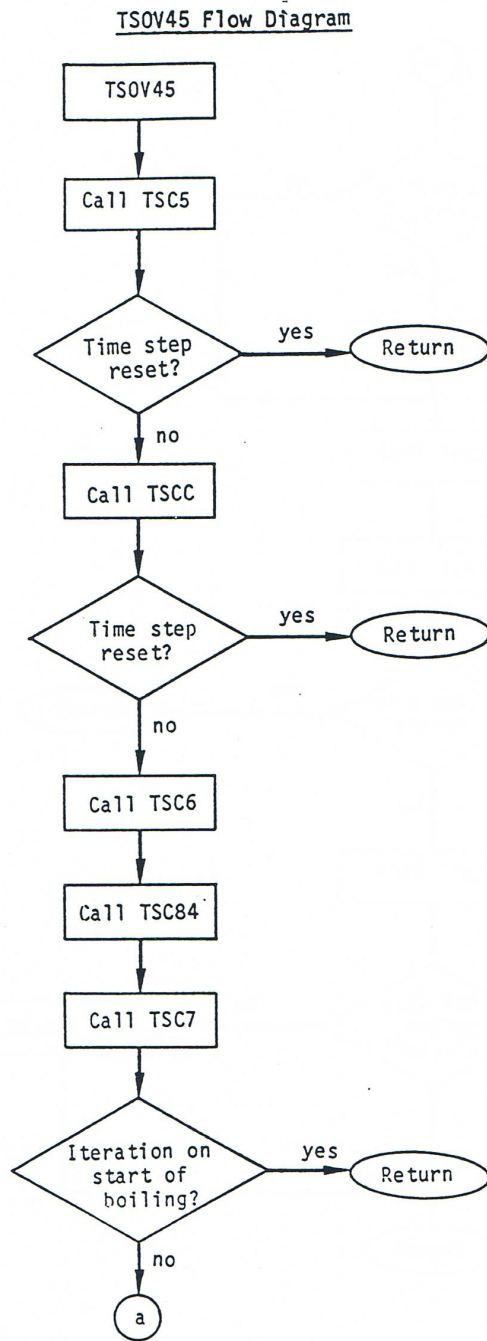 TSOV45 Flow Diagram
TSOV45
Call TSC5
Time step
reset?
yes
Return
no
Call TSCC
Time step
reset?
yes
Return
no
Call TSC6
Call TSC84
Call TSC7
Iteration on
start of
boiling?
yes
Return
no
a